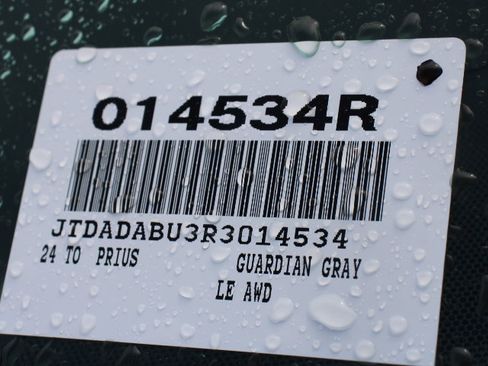 014534R
JTDADABU3R3014534
24 TO PRIUS GUARDIAN GRAY
LE AWD